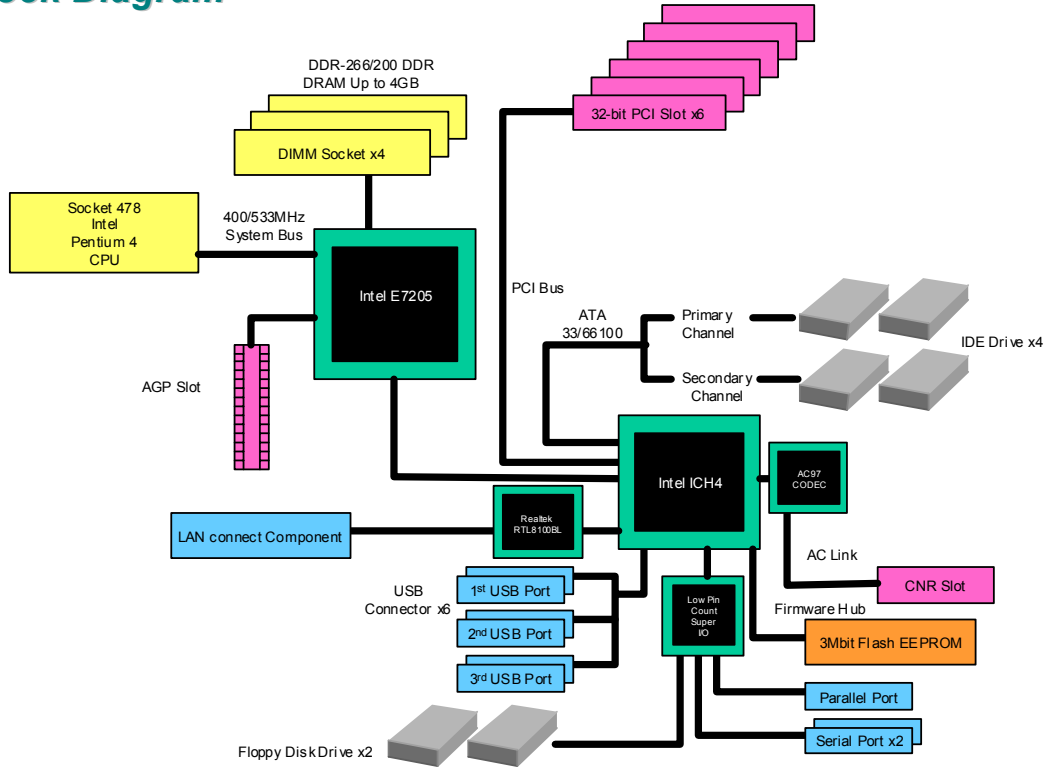 Diagram
DDR-266/200 DDR
DRAM Up to 4GB
32-bit PCI Slot x6
DIMM Socket x4
Socket 478
Intel
Pentium 4
CPU
400/533MHz
System Bus
Intel E7205
PCI Bus
ATA
33/66100
Primary
Channel
IDE Drive x4
AGP Slot
Secondary
Channel
Intel ICH4
AC97
CODEC
Realtek
RTL8100BL
LAN connect Component
AC Link
CNR Slot
USB
Connector x6
1st USB Port
2nd USB Port
3rd USB Port
Low Pin
Count
Super
I/O
Firmware Hub
3Mbit Flash EEPROM
Parallel Port
Serial Port x2
Floppy Disk Drive x2